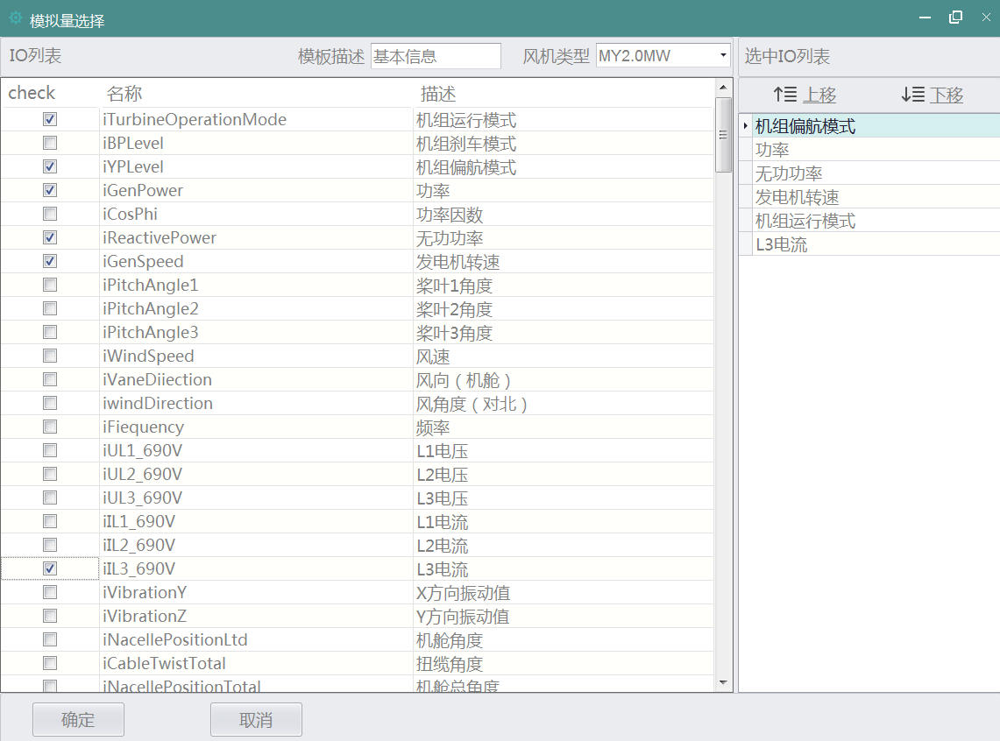 模拟量选择
IO列表 模板描述 基本信息 风机类型 MY2.0MW
check 名称 描述
iTurbineOperationMode 机组运行模式
iBPLevel 机组刹车模式
iYPLevel 机组偏航模式
iGenPower 功率
iCosPhi 功率因数
iReactivePower 无功功率
iGenSpeed 发电机转速
iPitchAngle1 桨叶1角度
iPitchAngle2 桨叶2角度
iPitchAngle3 桨叶3角度
iWindSpeed 风速
iVaneDiiection 风向（机舱）
iwindDirection 风角度（对北）
iFiequency 频率
iUL1_690V L1电压
iUL2_690V L2电压
iUL3_690V L3电压
iIL1_690V L1电流
iIL2_690V L2电流
iIL3_690V L3电流
iVibrationY X方向振动值
iVibrationZ Y方向振动值
iNacellePositionLtd 机舱角度
iCableTwistTotal 扭缆角度
iNacellePositionTotal 机舱总角度
确定 取消
选中IO列表
上移 下移
机组偏航模式
功率
无功功率
发电机转速
机组运行模式
L3电流